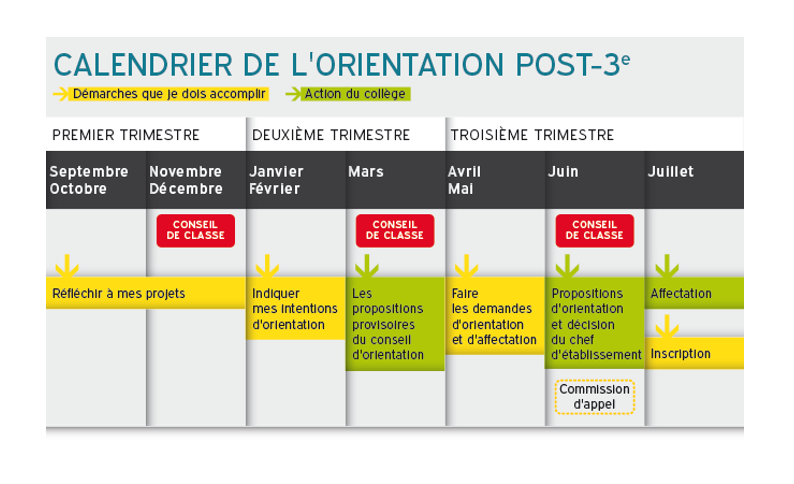 CALENDRIER DE L'ORIENTATION POST-3e
Démarches que je dois accomplir
Action du collège
PREMIER TRIMESTRE
DEUXIÈME TRIMESTRE
TROISIÈME TRIMESTRE
Septembre
Octobre
Novembre
Décembre
Janvier
Février
Mars
Avril
Mai
Juin
Juillet
CONSEIL
DE CLASSE
CONSEIL
DE CLASSE
CONSEIL
DE CLASSE
Réfléchir à mes projets
Indiquer
mes intentions
d'orientation
Les
propositions
provisoires
du conseil
d'orientation
Faire
les demandes
d'orientation
et d'affectation
Propositions
d'orientation
et décision
du chef
d'établissement
Affectation
Inscription
Commission
d'appel